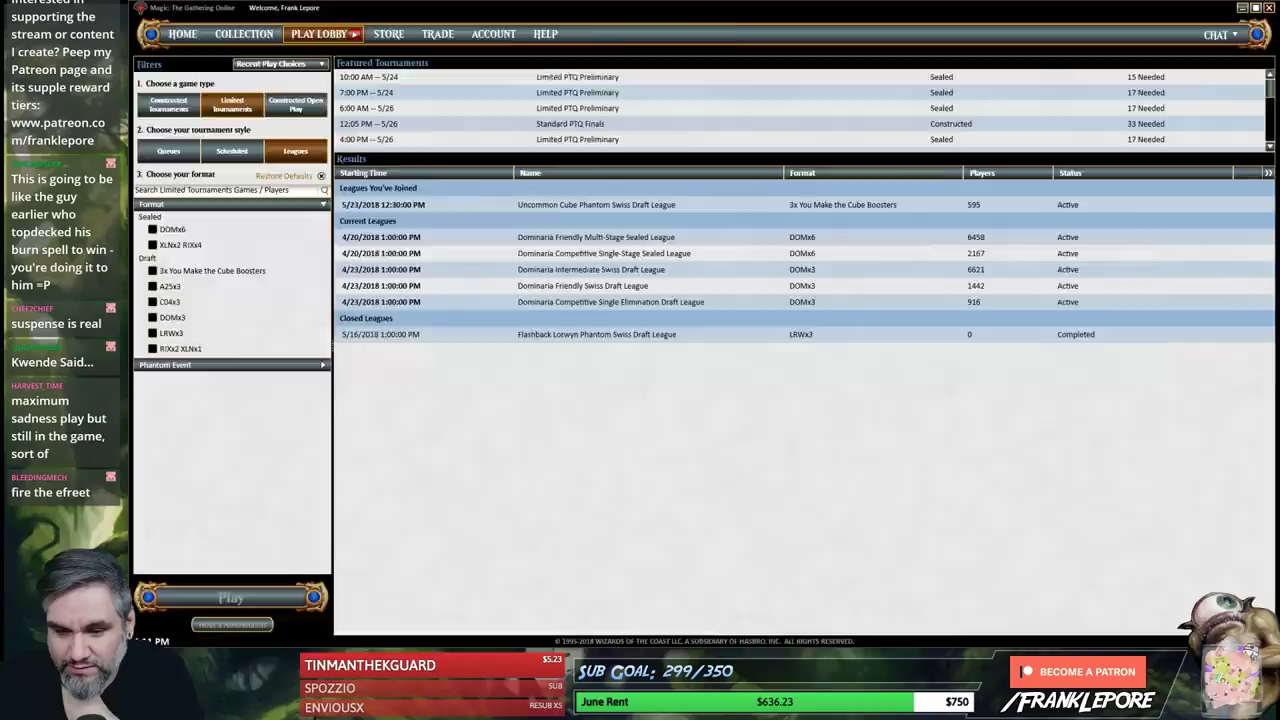 interested in
supporting the
stream or content
I create? Peep my
Patreon page and
its supple reward
tiers:
www.patreon.co
m/franklepore
This is going to be
like the guy
earlier who
topdecked his
burn spell to win -
you're doing it to
him =P
CHEF2CHIEF
suspense is real
Kwende Said...
HARVEST_TIME
maximum
sadness play but
still in the game,
sort of
BLEEDINGMECH
fire the efreet
Magic: The Gathering Online Welcome, Frank Lepore
HOME COLLECTION PLAY LOBBY STORE TRADE ACCOUNT HELP CHAT
Filters Recent Play Choices
1. Choose a game type
Constructed Tournaments Limited Tournaments Constructed Open Play
2. Choose your tournament style
Queues Scheduled Leagues
3. Choose your format Restore Defaults
Search Limited Tournaments Games / Players
Format
Sealed
DOMx6
XLNx2 RIXx4
Draft
3x You Make the Cube Boosters
A25x3
C04x3
DOMx3
LRWx3
RIXx2 XLNx1
Phantom Event
Play
Featured Tournaments
10:00 AM -- 5/24 Limited PTQ Preliminary Sealed 15 Needed
7:00 PM -- 5/24 Limited PTQ Preliminary Sealed 17 Needed
6:00 AM -- 5/26 Limited PTQ Preliminary Sealed 17 Needed
12:05 PM -- 5/26 Standard PTQ Finals Constructed 33 Needed
4:00 PM -- 5/26 Limited PTQ Preliminary Sealed 17 Needed
Results
Starting Time Name Format Players Status
Leagues You've Joined
5/23/2018 12:30:00 PM Uncommon Cube Phantom Swiss Draft League 3x You Make the Cube Boosters 595 Active
Current Leagues
4/20/2018 1:00:00 PM Dominaria Friendly Multi-Stage Sealed League DOMx6 6458 Active
4/20/2018 1:00:00 PM Dominaria Competitive Single-Stage Sealed League DOMx6 2167 Active
4/23/2018 1:00:00 PM Dominaria Intermediate Swiss Draft League DOMx3 6621 Active
4/23/2018 1:00:00 PM Dominaria Friendly Swiss Draft League DOMx3 1442 Active
4/23/2018 1:00:00 PM Dominaria Competitive Single Elimination Draft League DOMx3 916 Active
Closed Leagues
5/16/2018 1:00:00 PM Flashback Lorwyn Phantom Swiss Draft League LRWx3 0 Completed
© 1995-2018 WIZARDS OF THE COAST LLC, A SUBSIDIARY OF HASBRO, INC. ALL RIGHTS RESERVED.
PM
TINMANTHEKGUARD $5.23
SPOZZIO SUB
ENVIOUSX RESUB X5
SUB GOAL: 299/350
June Rent $636.23 $750
BECOME A PATRON
/FRANKLEPORE